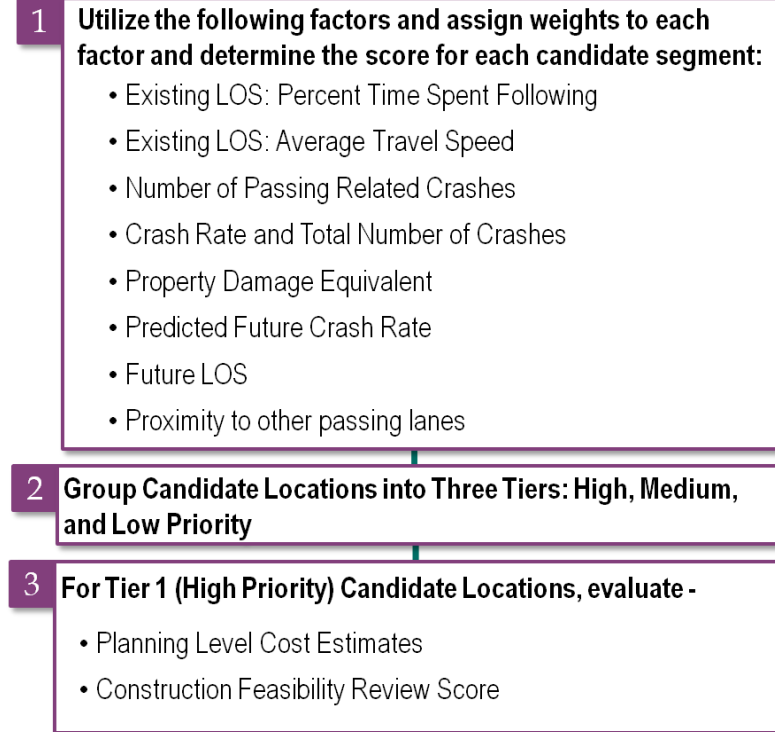 1
Utilize the following factors and assign weights to each
factor and determine the score for each candidate segment:
• Existing LOS: Percent Time Spent Following
• Existing LOS: Average Travel Speed
• Number of Passing Related Crashes
• Crash Rate and Total Number of Crashes
• Property Damage Equivalent
• Predicted Future Crash Rate
• Future LOS
• Proximity to other passing lanes
2
Group Candidate Locations into Three Tiers: High, Medium,
and Low Priority
3
For Tier 1 (High Priority) Candidate Locations, evaluate -
• Planning Level Cost Estimates
• Construction Feasibility Review Score